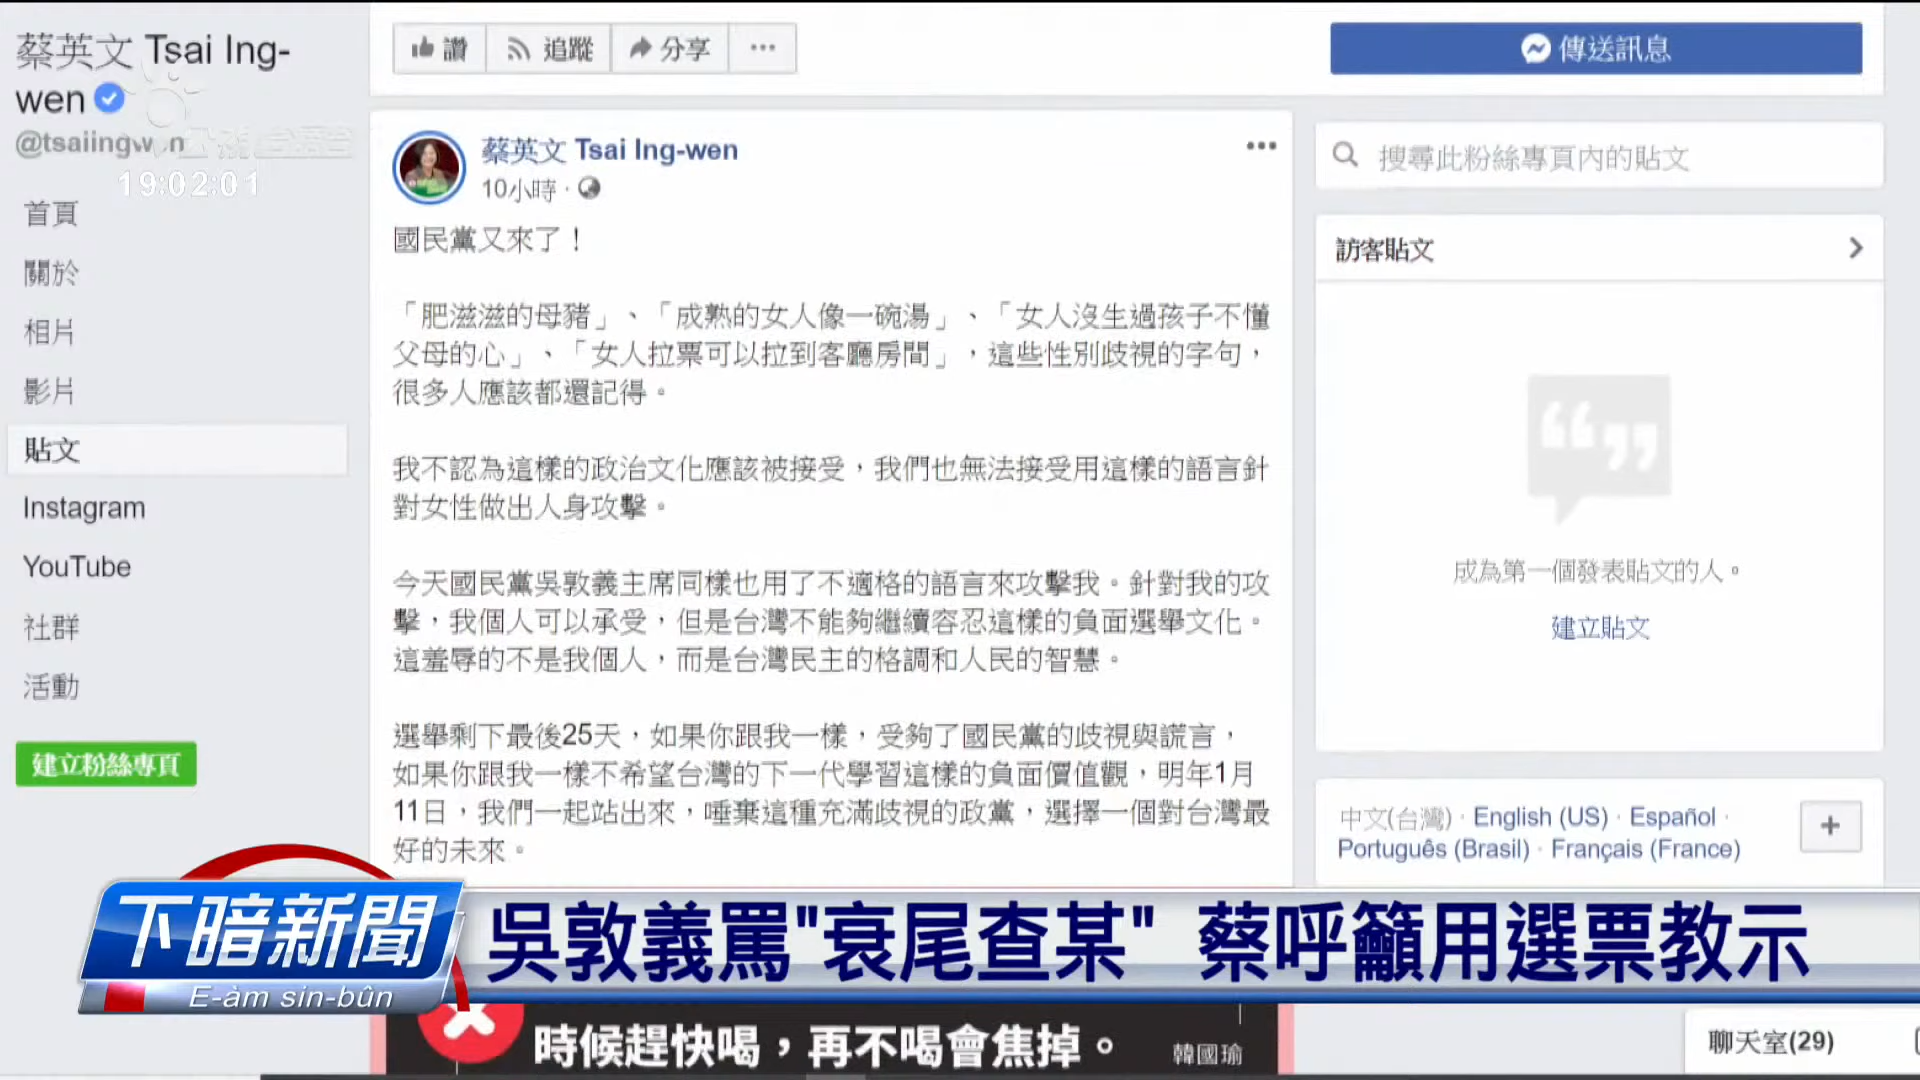 蔡英文 Tsai Ing-
wen
@tsaiingwen
公視台語台
19:02:01
首頁
關於
相片
影片
貼文
Instagram
YouTube
社群
活動
建立粉絲專頁
讚
追蹤
分享
傳送訊息
蔡英文 Tsai Ing-wen
10小時 ·
國民黨又來了！
「肥滋滋的母豬」、「成熟的女人像一碗湯」、「女人沒生過孩子不懂
父母的心」、「女人拉票可以拉到客廳房間」，這些性別歧視的字句，
很多人應該都還記得。
我不認為這樣的政治文化應該被接受，我們也無法接受用這樣的語言針
對女性做出人身攻擊。
今天國民黨吳敦義主席同樣也用了不適格的語言來攻擊我。針對我的攻
擊，我個人可以承受，但是台灣不能夠繼續容忍這樣的負面選舉文化。
這羞辱的不是我個人，而是台灣民主的格調和人民的智慧。
選舉剩下最後25天，如果你跟我一樣，受夠了國民黨的歧視與謊言，
如果你跟我一樣不希望台灣的下一代學習這樣的負面價值觀，明年1月
11日，我們一起站出來，唾棄這種充滿歧視的政黨，選擇一個對台灣最
好的未來。
搜尋此粉絲專頁內的貼文
訪客貼文
成為第一個發表貼文的人。
建立貼文
中文(台灣) · English (US) · Español ·
Português (Brasil) · Français (France)
下暗新聞
E-àm sin-bûn
吳敦義罵"衰尾查某" 蔡呼籲用選票教示
時候趕快喝，再不喝會焦掉。
韓國瑜
聊天室(29)